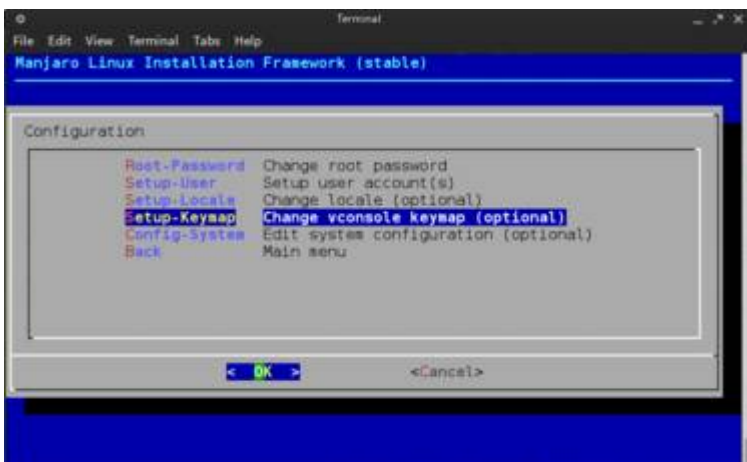 Terminal
File Edit View Terminal Tabs Help
Manjaro Linux Installation Framework (stable)
Configuration
Root-Password Change root password
Setup-User Setup user account(s)
Setup-Locale Change locale (optional)
Setup-Keymap Change vconsole keymap (optional)
Config-System Edit system configuration (optional)
Back Main menu
< OK > <Cancel>